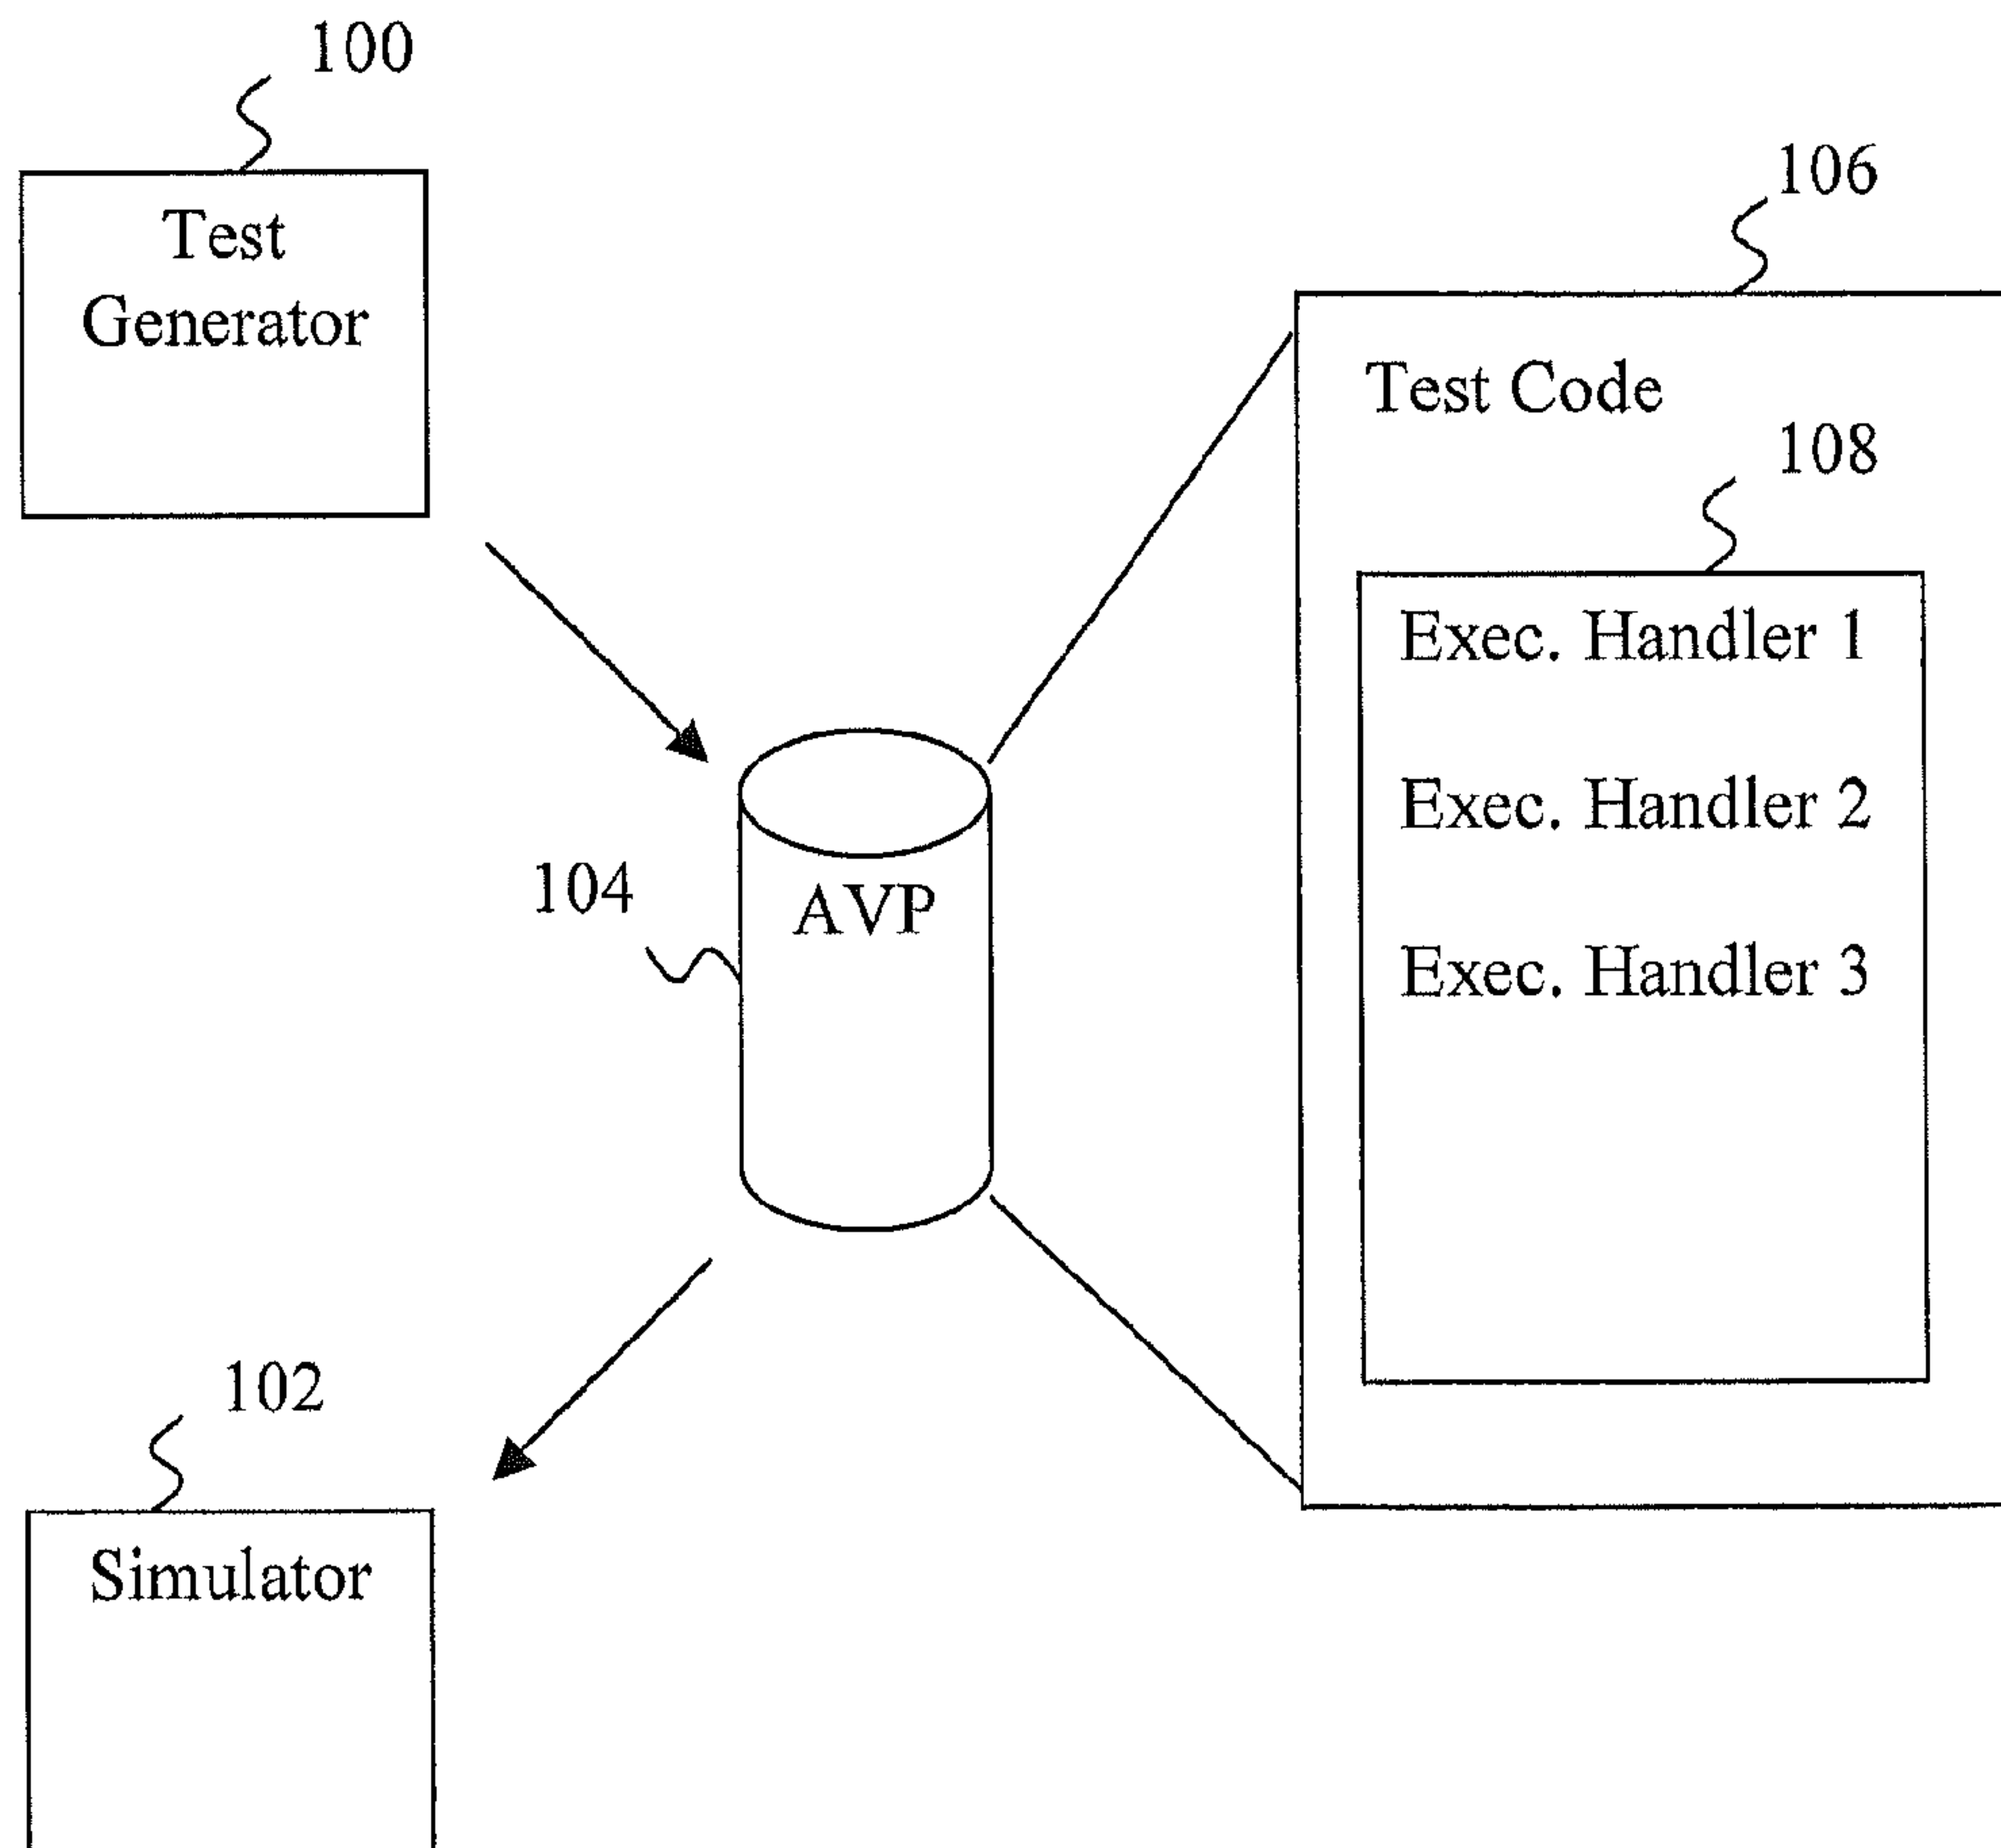 100
Test
Generator
106
Test Code
108
Exec. Handler 1
Exec. Handler 2
Exec. Handler 3
104
AVP
102
Simulator